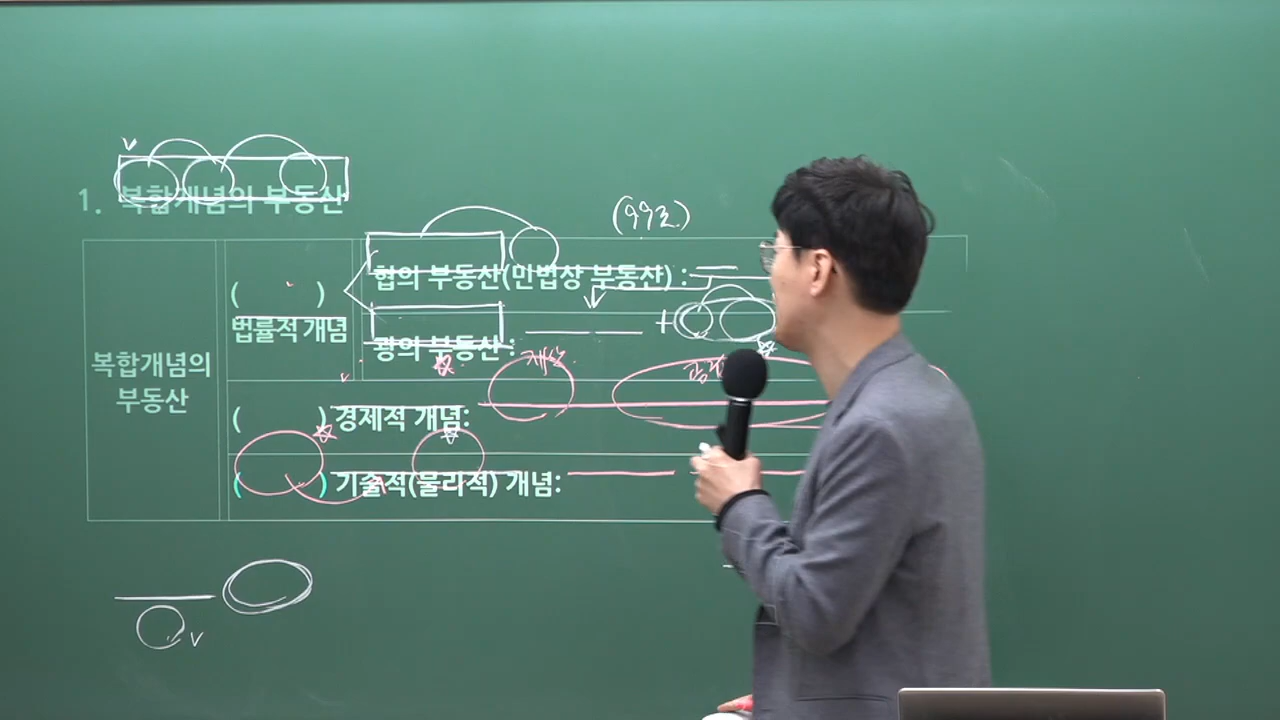 1. 복합개념의 부동산
(99조)
복합개념의
부동산
( )
법률적 개념
협의 부동산(민법상 부동산) :
광의 부동산 : +
( ) 경제적 개념:
( ) 기술적(물리적) 개념: